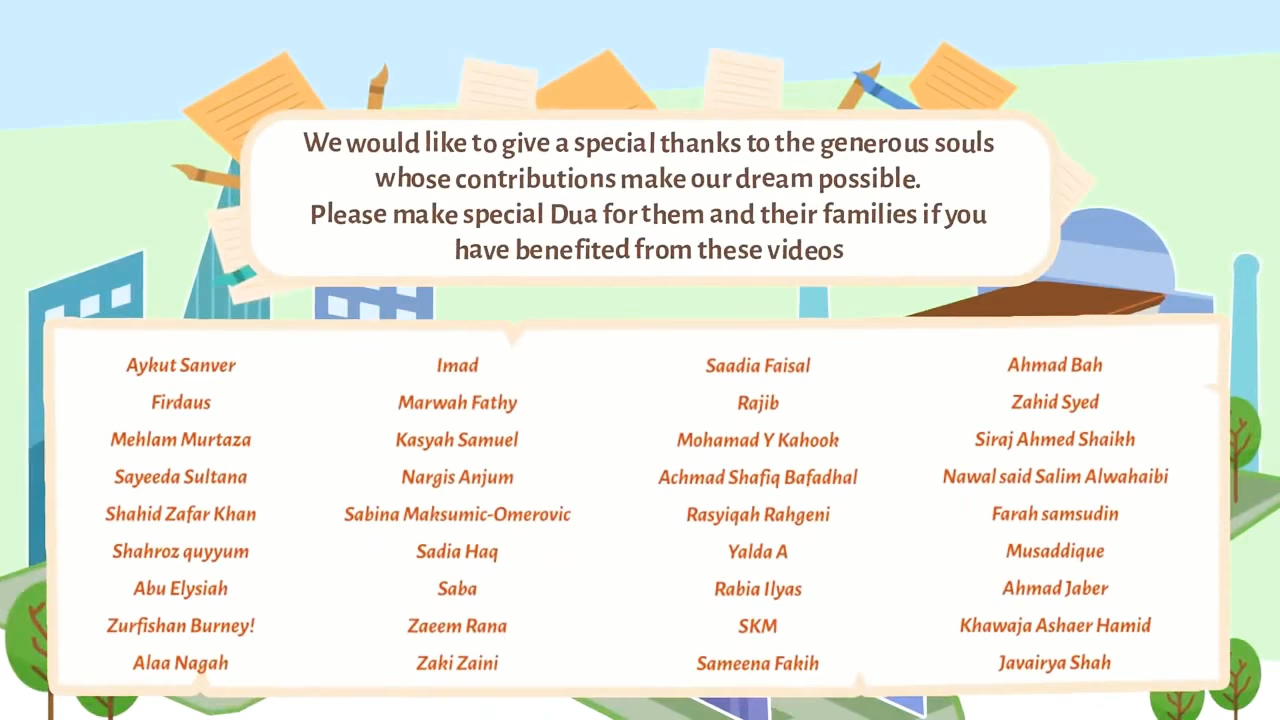 We would like to give a special thanks to the generous souls
whose contributions make our dream possible.
Please make special Dua for them and their families if you
have benefited from these videos
Aykut Sanver
Firdaus
Mehlam Murtaza
Sayeeda Sultana
Shahid Zafar Khan
Shahroz quyyum
Abu Elysiah
Zurfishan Burney!
Alaa Nagah
Imad
Marwah Fathy
Kasyah Samuel
Nargis Anjum
Sabina Maksumic-Omerovic
Sadia Haq
Saba
Zaeem Rana
Zaki Zaini
Saadia Faisal
Rajib
Mohamad Y Kahook
Achmad Shafiq Bafadhal
Rasyiqah Rahgeni
Yalda A
Rabia Ilyas
SKM
Sameena Fakih
Ahmad Bah
Zahid Syed
Siraj Ahmed Shaikh
Nawal said Salim Alwahaibi
Farah samsudin
Musaddique
Ahmad Jaber
Khawaja Ashaer Hamid
Javairya Shah